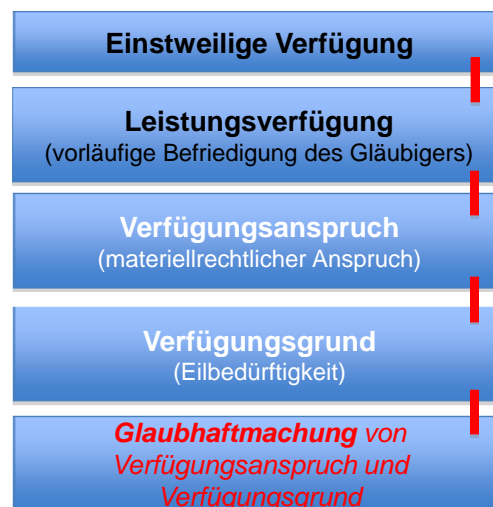 Einstweilige Verfügung
Leistungsverfügung
(vorläufige Befriedigung des Gläubigers)
Verfügungsanspruch
(materiellrechtlicher Anspruch)
Verfügungsgrund
(Eilbedürftigkeit)
Glaubhaftmachung von
Verfügungsanspruch und
Verfügungsgrund